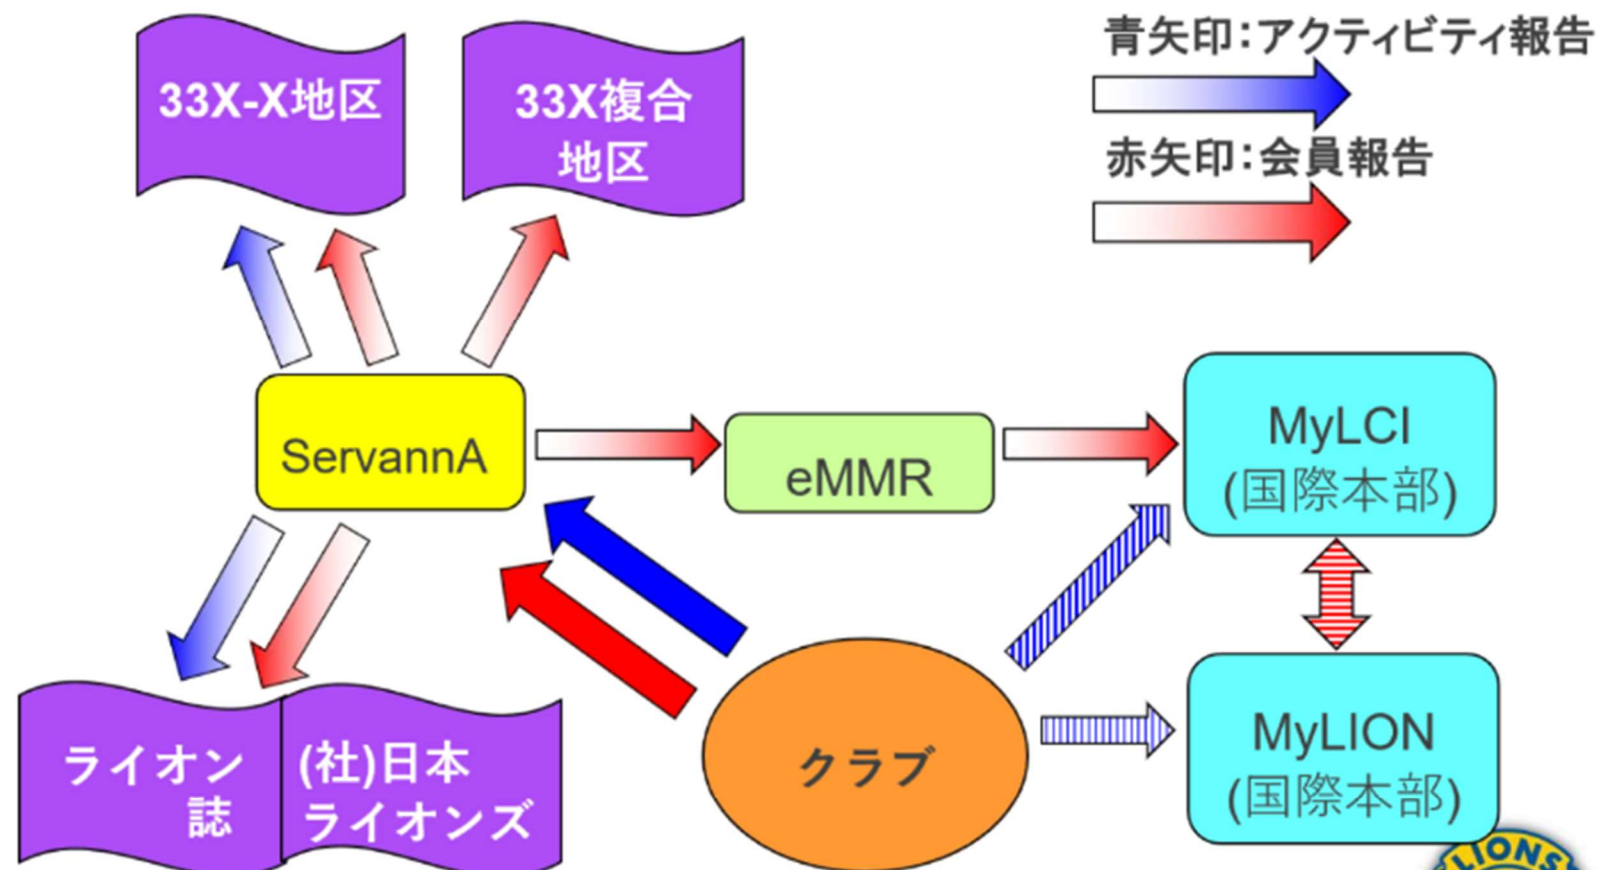 33X-X地区
33X複合
地区
青矢印：アクティビティ報告
赤矢印：会員報告
ServannA
eMMR
MyLCI
(国際本部)
クラブ
MyLION
(国際本部)
ライオン
誌
(社)日本
ライオンズ
LIONS